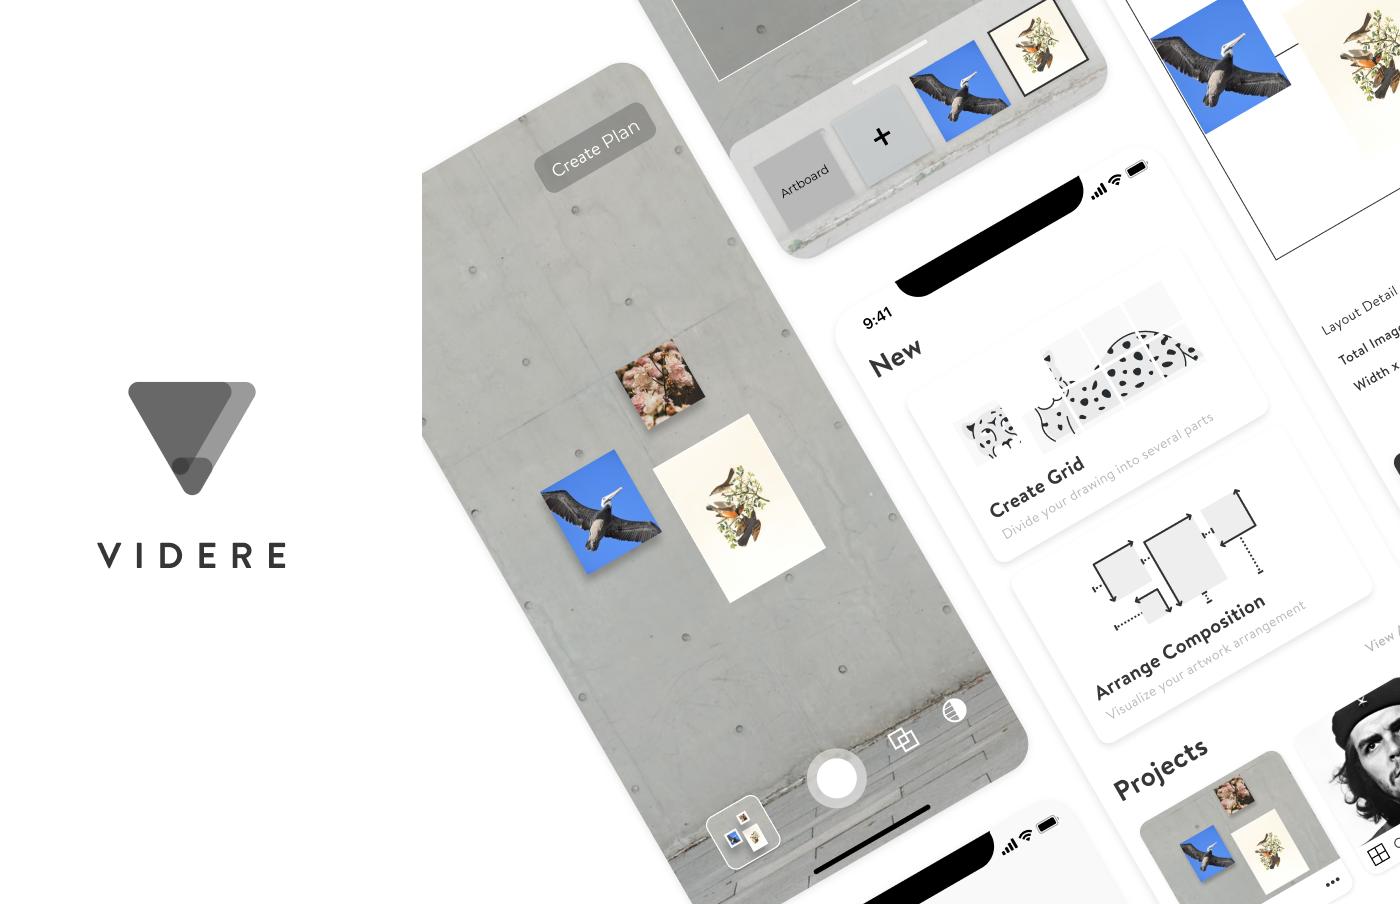 VIDERE
Create Plan
Artboard
+
9:41
New
Create Grid
Divide your drawing into several parts
Arrange Composition
Visualize your artwork arrangement
View
Projects
Layout Detail
Total
Width x